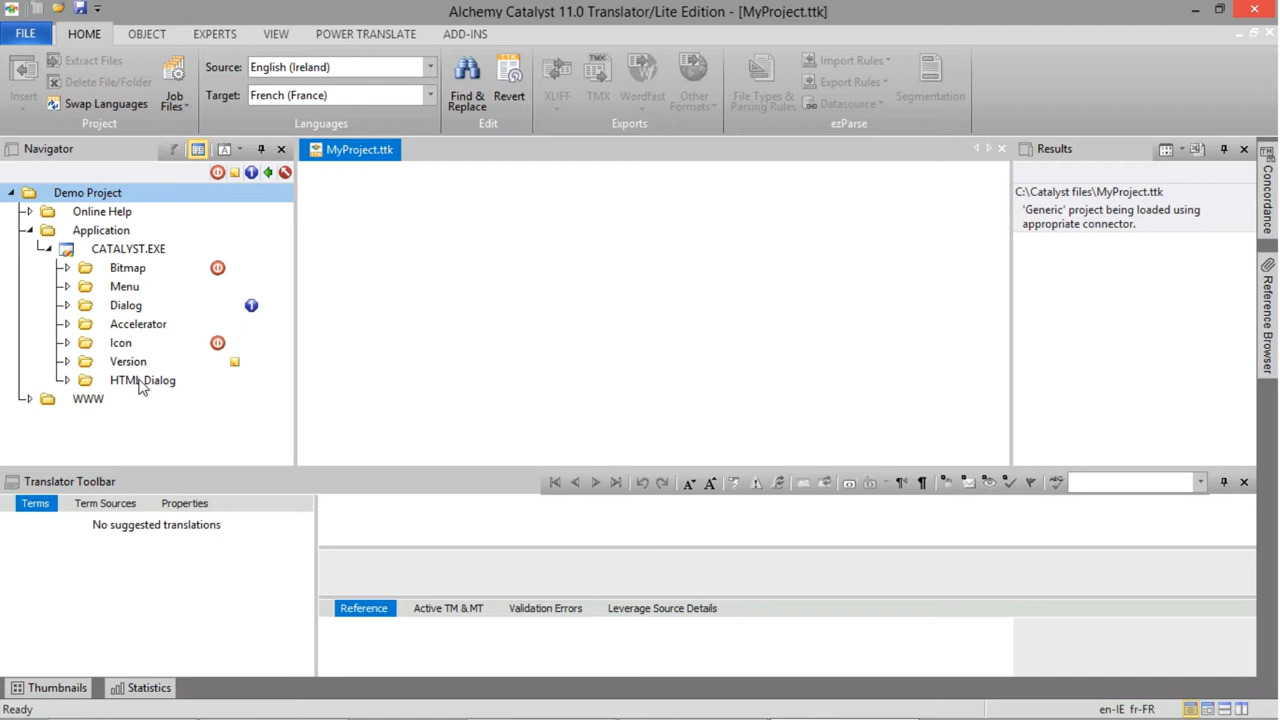 Alchemy Catalyst 11.0 Translator/Lite Edition - [MyProject.ttk]
FILE HOME OBJECT EXPERTS VIEW POWER TRANSLATE ADD-INS
Insert
Extract Files
Delete File/Folder
Swap Languages
Job Files
Project
Source: English (Ireland)
Target: French (France)
Languages
Find & Replace
Revert
Edit
XLIFF
TMX
TMX
Wordfast
Other Formats
Exports
File Types & Parsing Rules
Import Rules
Export Rules
Datasource
Segmentation
ezParse
Navigator
MyProject.ttk
Results
Demo Project
Online Help
Application
CATALYST.EXE
Bitmap
Menu
Dialog
Accelerator
Icon
Version
HTML Dialog
WWW
C:\Catalyst files\MyProject.ttk
'Generic' project being loaded using
appropriate connector.
Concordance
Reference Browser
Translator Toolbar
Terms Term Sources Properties
No suggested translations
Reference Active TM & MT Validation Errors Leverage Source Details
Thumbnails Statistics
Ready
en-IE fr-FR